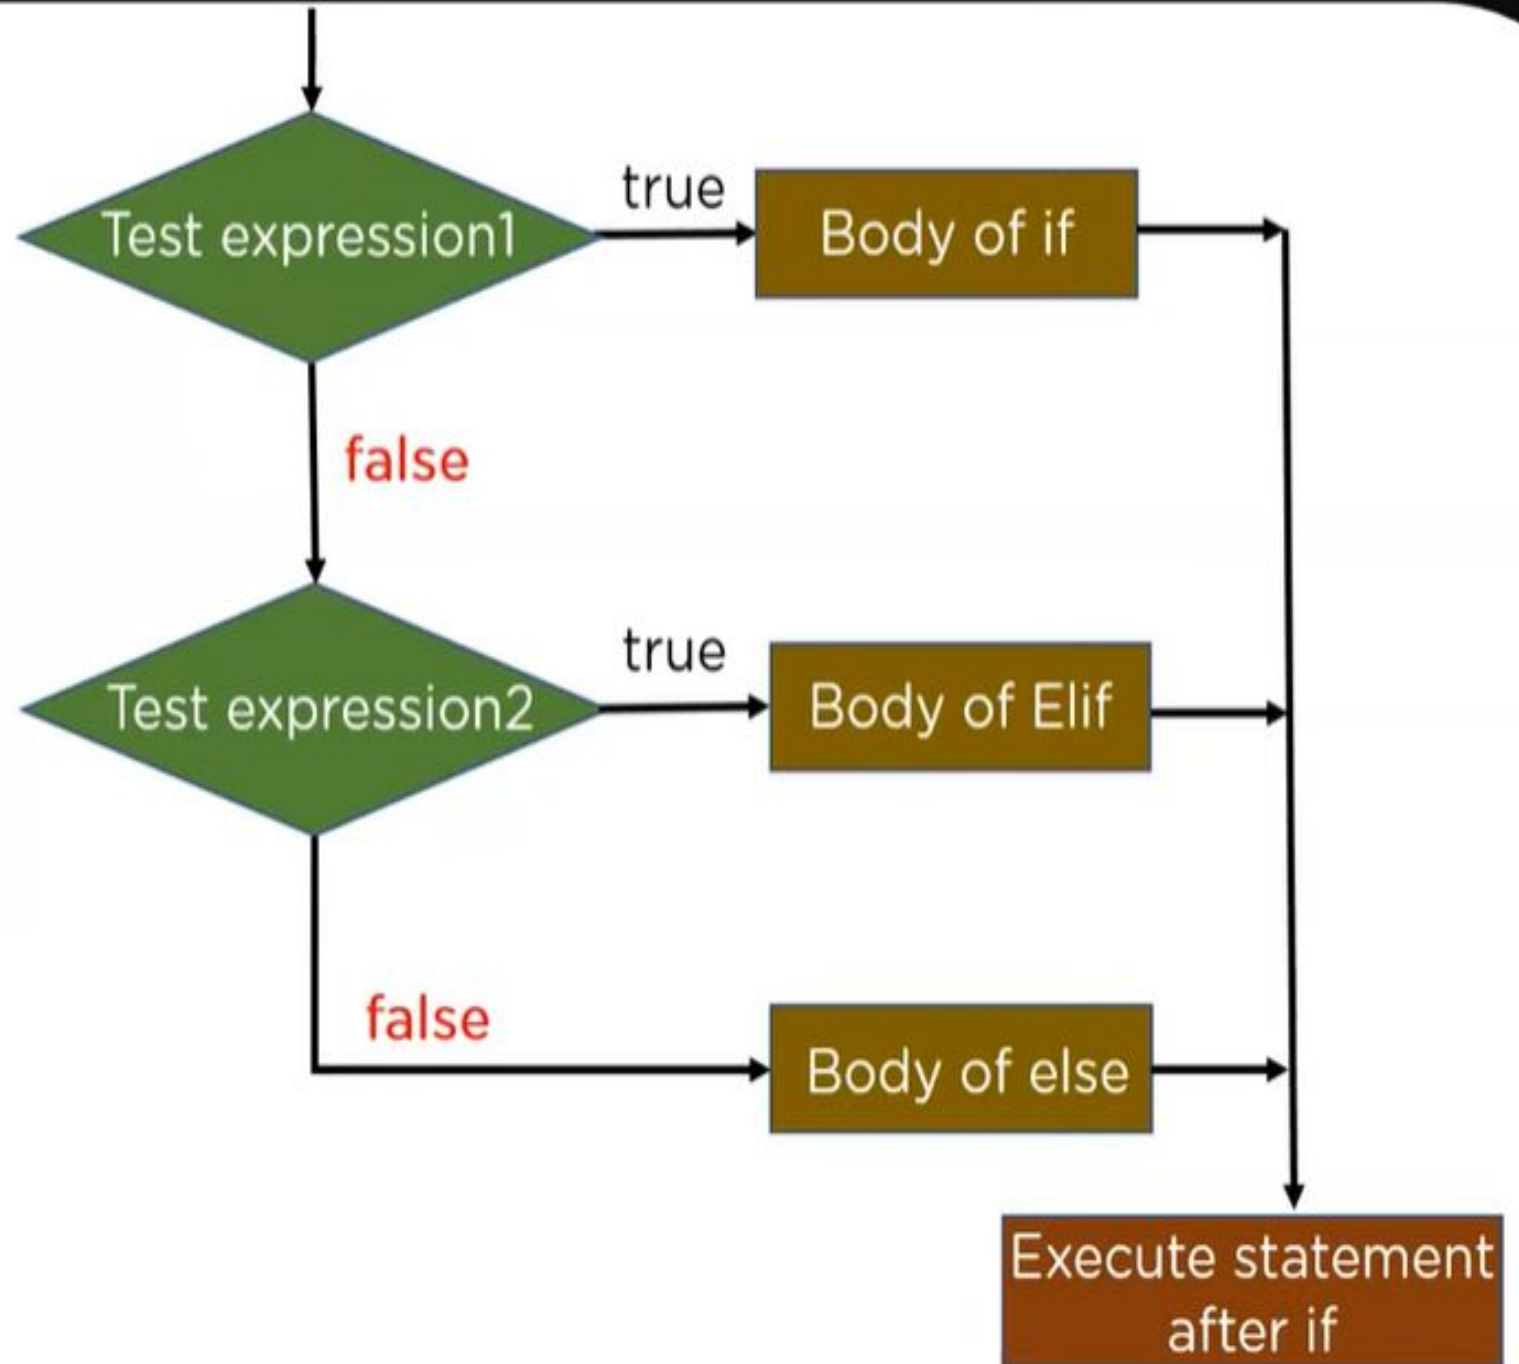 true
Test expression1
Body of if
false
true
Test expression2
Body of Elif
false
Body of else
Execute statement
after if